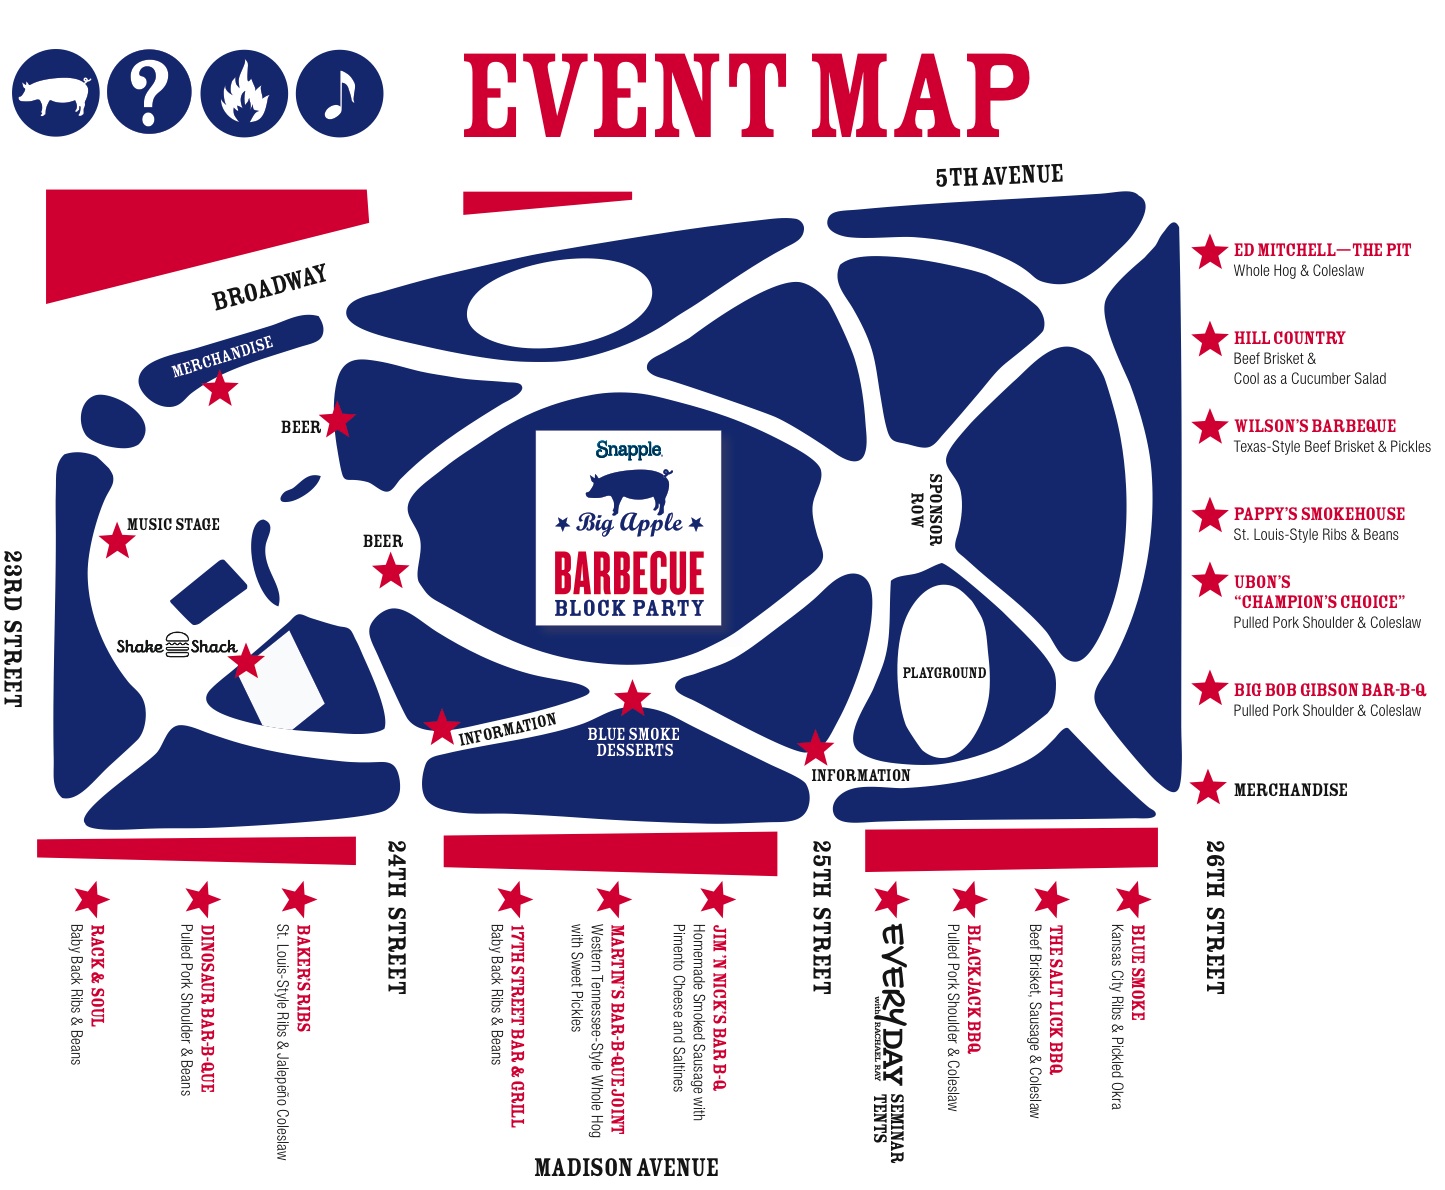 EVENT MAP
5TH AVENUE
BROADWAY
MERCHANDISE
BEER
MUSIC STAGE
BEER
Shake Shack
23RD STREET
Snapple
Big Apple
BARBECUE
BLOCK PARTY
SPONSOR
ROW
PLAYGROUND
INFORMATION
BLUE SMOKE
DESSERTS
INFORMATION
ED MITCHELL—THE PIT
Whole Hog & Coleslaw
HILL COUNTRY
Beef Brisket &
Cool as a Cucumber Salad
WILSON'S BARBEQUE
Texas-Style Beef Brisket & Pickles
PAPPY'S SMOKEHOUSE
St. Louis-Style Ribs & Beans
UBON'S
“CHAMPION'S CHOICE”
Pulled Pork Shoulder & Coleslaw
BIG BOB GIBSON BAR-B-Q
Pulled Pork Shoulder & Coleslaw
MERCHANDISE
RACK & SOUL
Baby Back Ribs & Beans
DINOSAUR BAR-B-QUE
Pulled Pork Shoulder & Beans
BAKER'S RIBS
St. Louis-Style Ribs & Jalepeño Coleslaw
24TH STREET
17TH STREET BAR & GRILL
Baby Back Ribs & Beans
MARTIN'S BAR-B-QUE JOINT
Western Tennessee-Style Whole Hog
with Sweet Pickles
JIM 'N NICK'S BAR B-Q
Homemade Smoked Sausage with
Pimento Cheese and Saltines
25TH STREET
EVERYDAY
with RACHAEL RAY
SEMINAR
TENTS
BLACKJACK BBQ
Pulled Pork Shoulder & Coleslaw
THE SALT LICK BBQ
Beef Brisket, Sausage & Coleslaw
BLUE SMOKE
Kansas City Ribs & Pickled Okra
26TH STREET
MADISON AVENUE